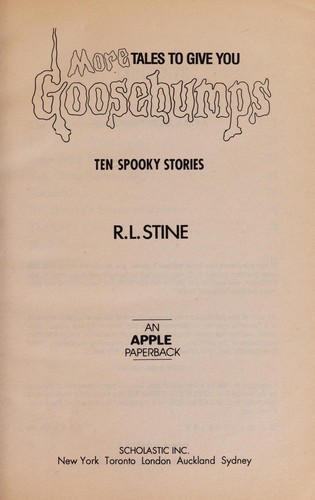 More TALES TO GIVE YOU
Goosebumps
TEN SPOOKY STORIES
R.L. STINE
AN
APPLE
PAPERBACK
SCHOLASTIC INC.
New York Toronto London Auckland Sydney